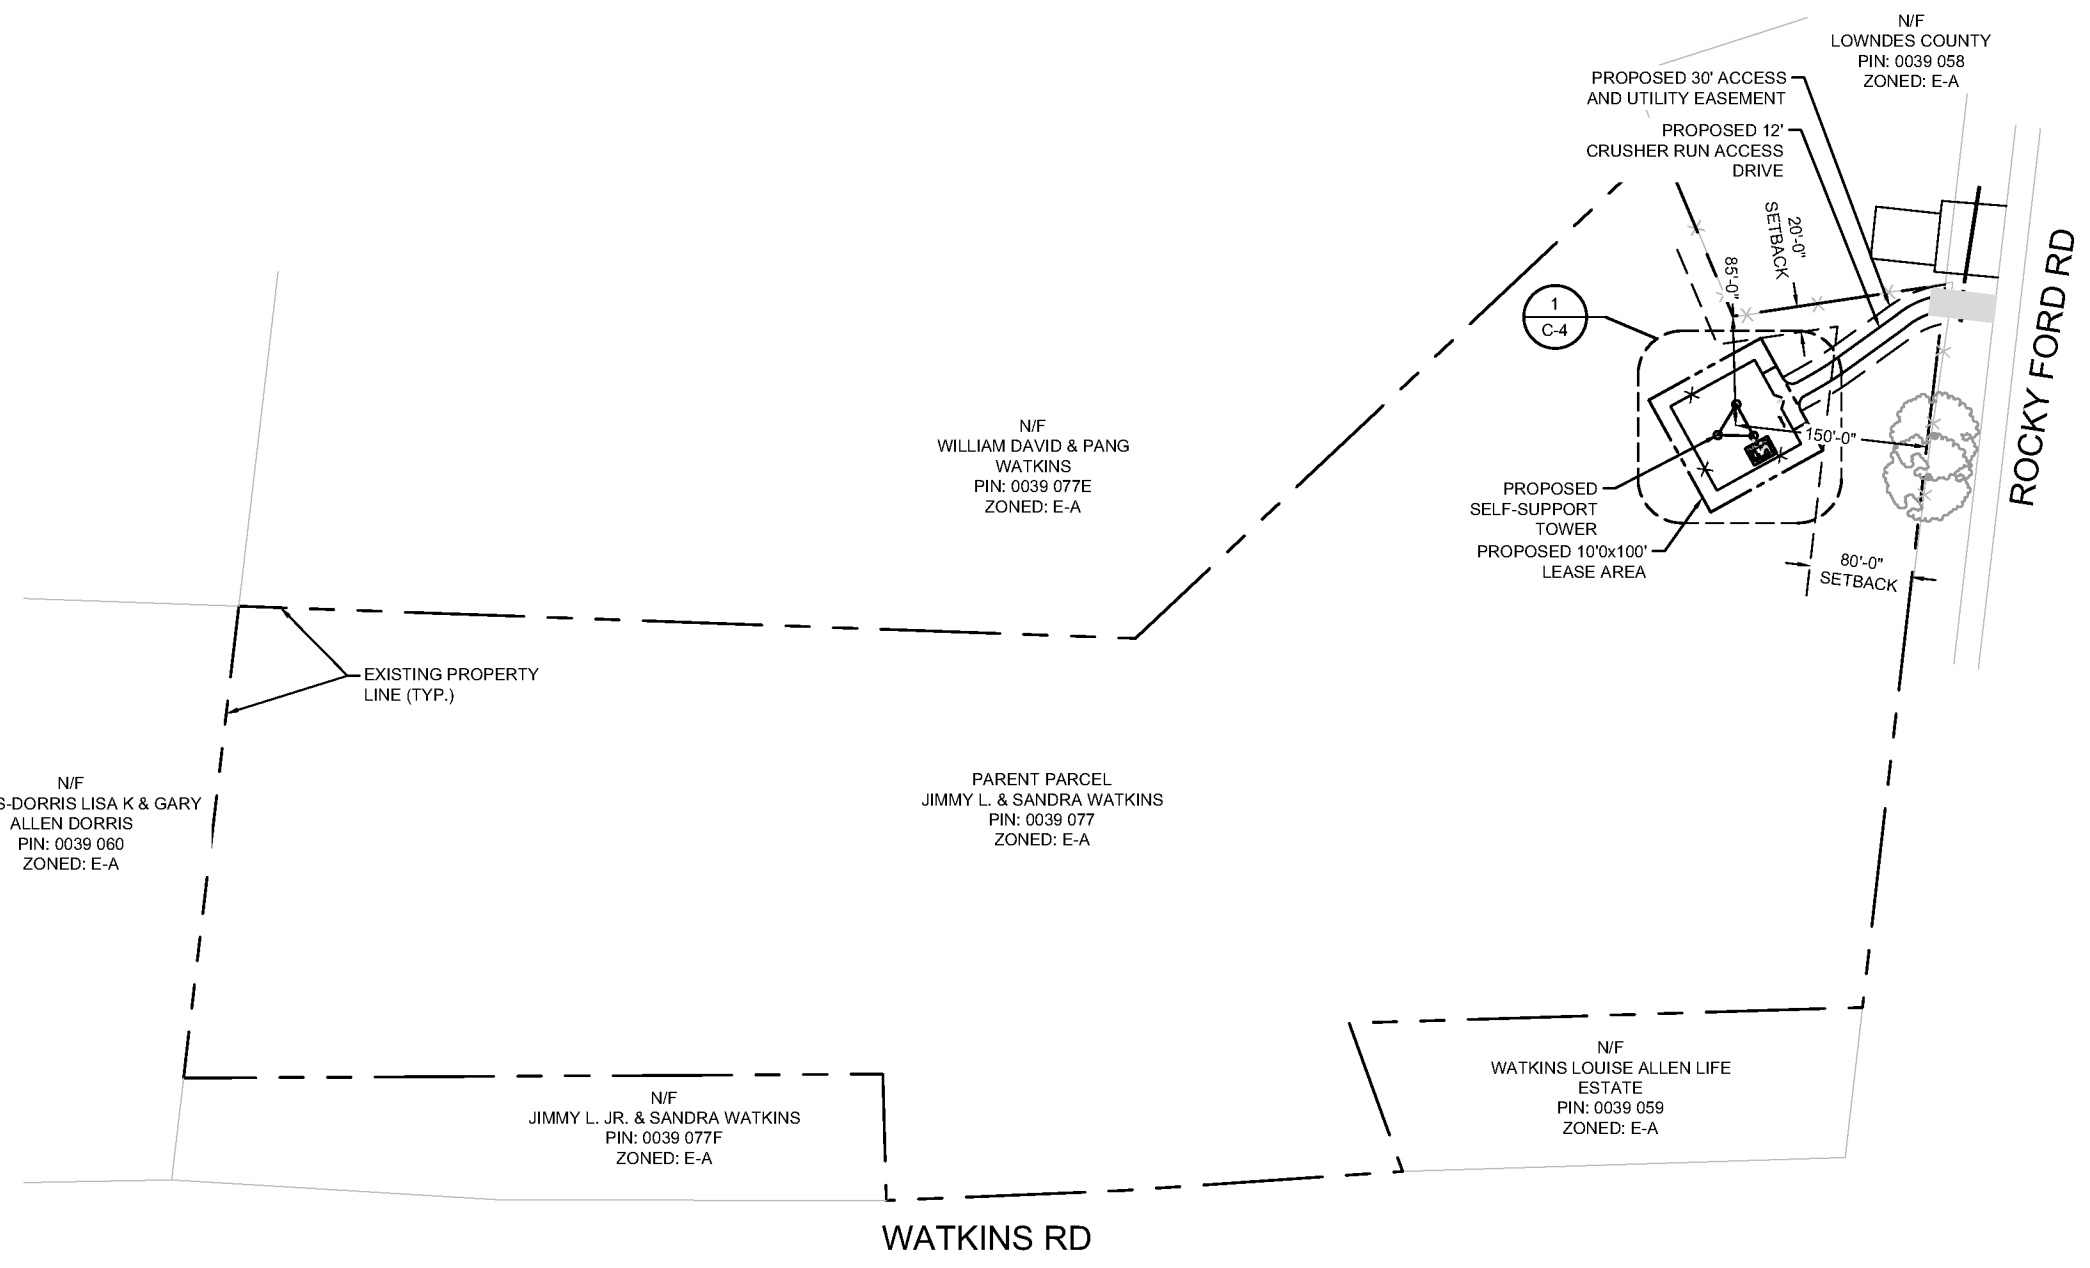 N/F
LOWNDES COUNTY
PIN: 0039 058
ZONED: E-A
PROPOSED 30' ACCESS
AND UTILITY EASEMENT
PROPOSED 12'
CRUSHER RUN ACCESS
DRIVE
20'-0"
SETBACK
85'-0"
ROCKY FORD RD
1
C-4
150'-0"
N/F
WILLIAM DAVID & PANG
WATKINS
PIN: 0039 077E
ZONED: E-A
PROPOSED
SELF-SUPPORT
TOWER
PROPOSED 10'0x100'
LEASE AREA
80'-0"
SETBACK
EXISTING PROPERTY
LINE (TYP.)
N/F
S-DORRIS LISA K & GARY
ALLEN DORRIS
PIN: 0039 060
ZONED: E-A
PARENT PARCEL
JIMMY L. & SANDRA WATKINS
PIN: 0039 077
ZONED: E-A
N/F
JIMMY L. JR. & SANDRA WATKINS
PIN: 0039 077F
ZONED: E-A
N/F
WATKINS LOUISE ALLEN LIFE
ESTATE
PIN: 0039 059
ZONED: E-A
WATKINS RD